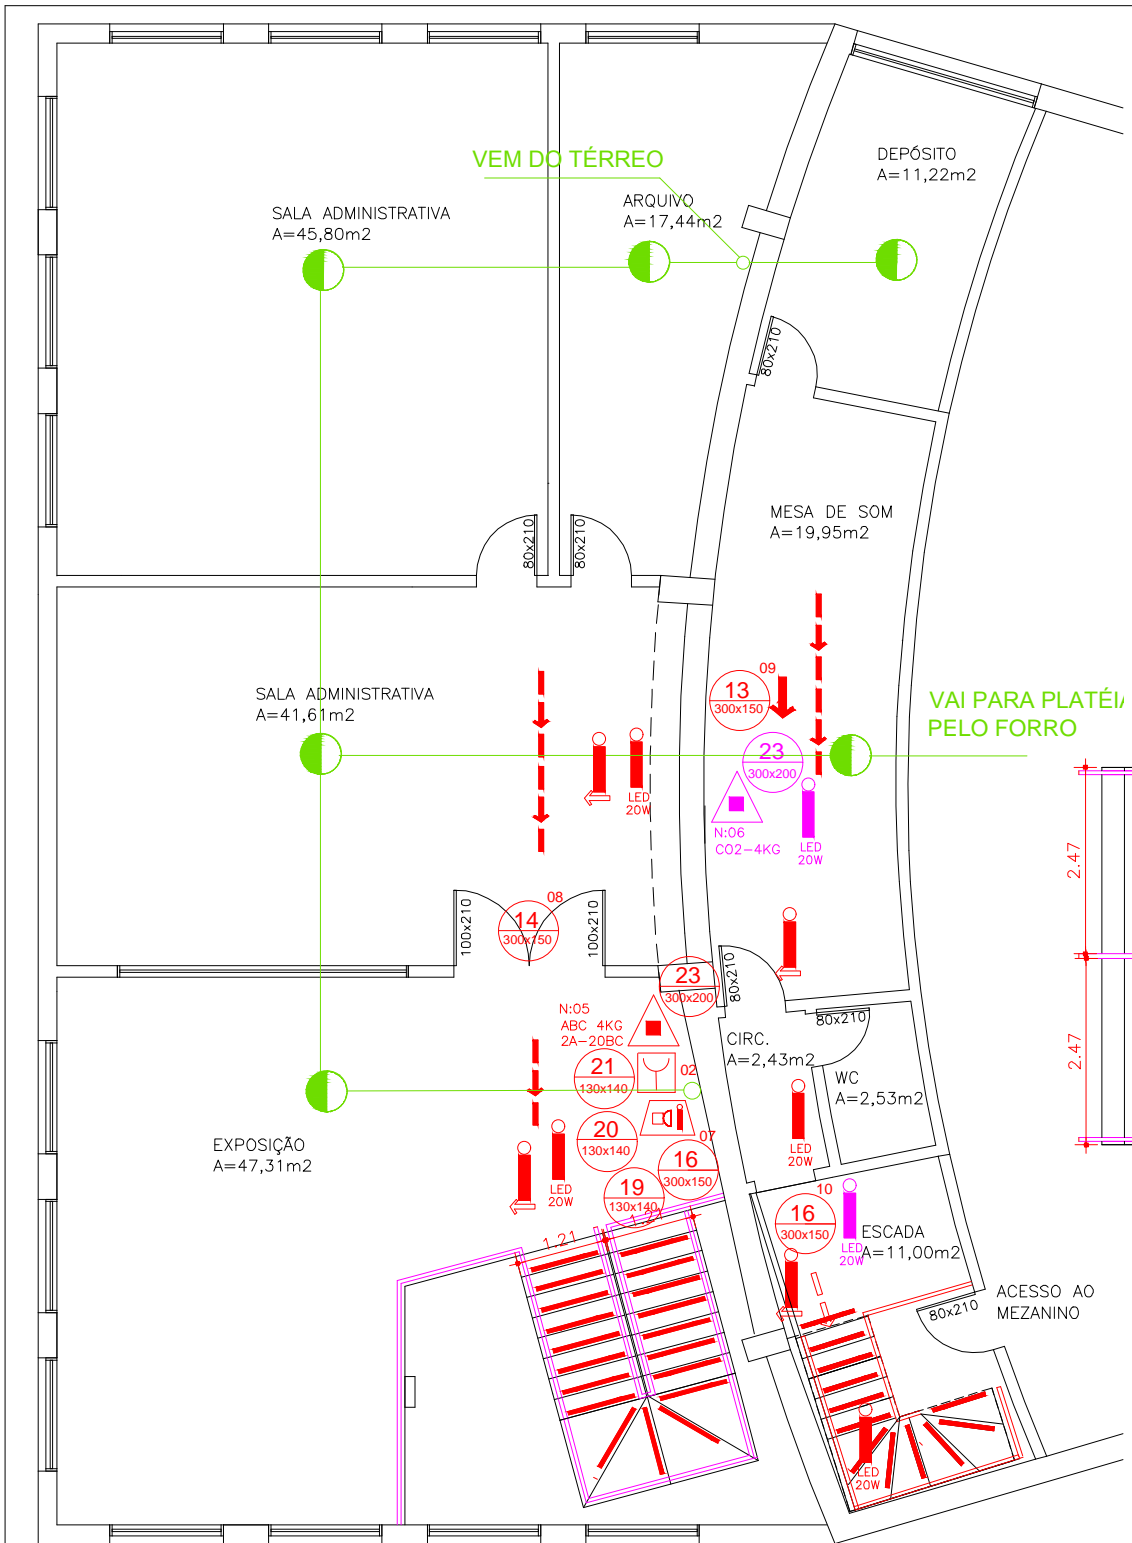 VEM DO TÉRREO
DEPÓSITO
A=11,22m2
SALA ADMINISTRATIVA
A=45,80m2
ARQUIVO
A=17,44m2
80x210
MESA DE SOM
A=19,95m2
80x210
80x210
SALA ADMINISTRATIVA
A=41,61m2
09
13
300x150
VAI PARA PLATÉIA
PELO FORRO
23
300x200
LED
20W
N:06
CO2-4KG
LED
20W
2.47
08
14
300x150
100x210
100x210
23
300x200
80x210
N:05
ABC 4KG
2A-20BC
80x210
CIRC.
A=2,43m2
WC
A=2,53m2
2.47
21
130x140
02
20
130x140
07
16
300x150
19
130x140
LED
20W
LED
20W
EXPOSIÇÃO
A=47,31m2
1.21
1.21
10
16
300x150
LED
20W
ESCADA
A=11,00m2
ACESSO AO
MEZANINO
80x210
LED
20W